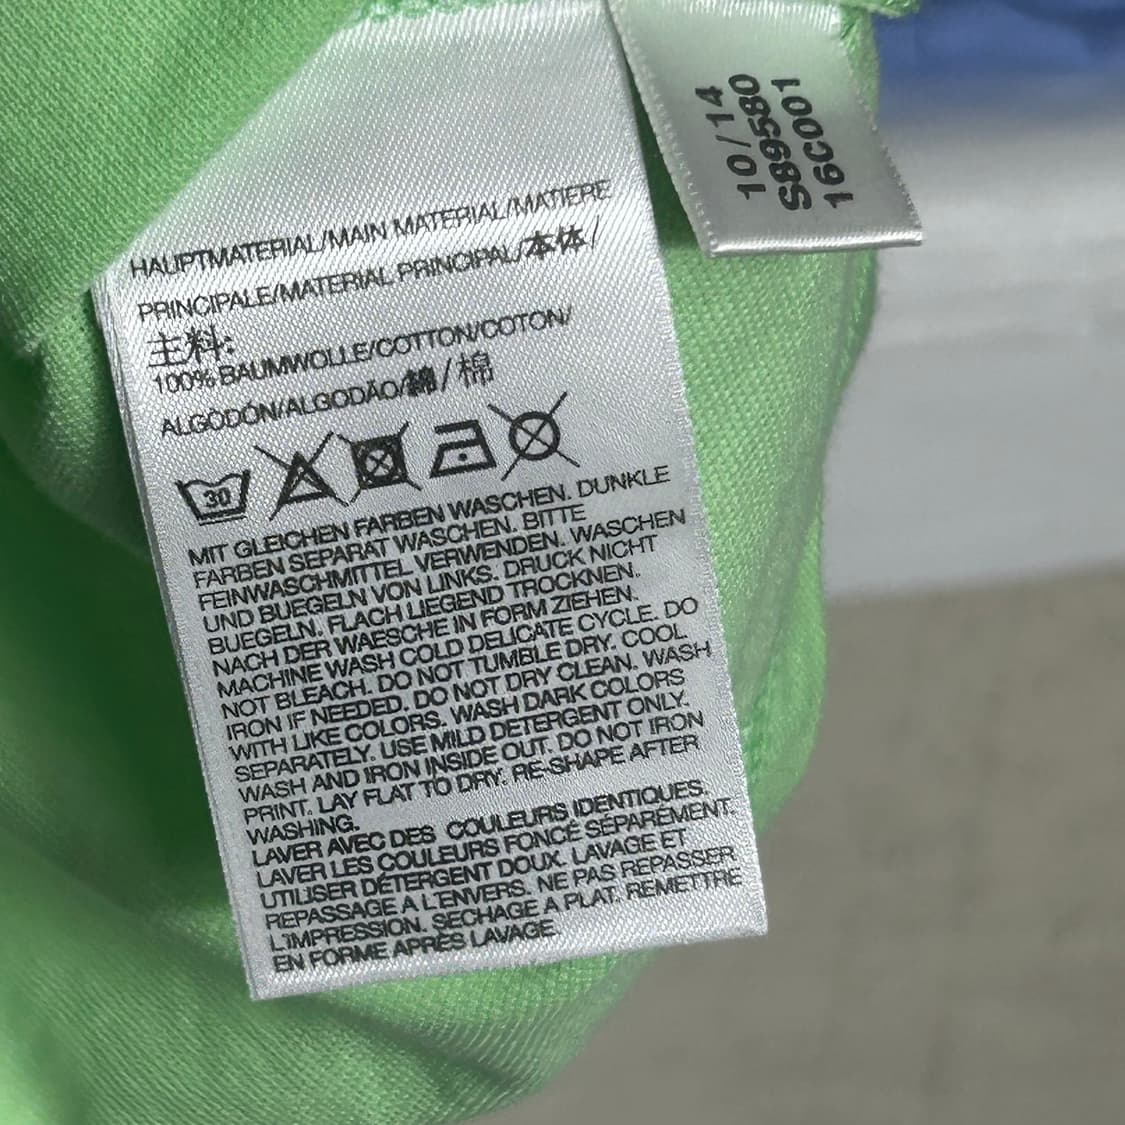 HAUPTMATERIAL/MAIN MATERIAL/MATIERE
PRINCIPALE/MATERIAL PRINCIPAL/本体/
主料:
100% BAUMWOLLE/COTTON/COTON/
ALGODÓN/ALGODÃO/綿/棉
30
MIT GLEICHEN FARBEN WASCHEN. DUNKLE
FARBEN SEPARAT WASCHEN. BITTE
FEINWASCHMITTEL VERWENDEN. WASCHEN
UND BUEGELN VON LINKS. DRUCK NICHT
BUEGELN. FLACH LIEGEND TROCKNEN.
NACH DER WAESCHE IN FORM ZIEHEN.
MACHINE WASH COLD DELICATE CYCLE. DO
NOT BLEACH. DO NOT TUMBLE DRY. COOL
IRON IF NEEDED. DO NOT DRY CLEAN. WASH
WITH LIKE COLORS. WASH DARK COLORS
SEPARATELY. USE MILD DETERGENT ONLY.
WASH AND IRON INSIDE OUT. DO NOT IRON
PRINT. LAY FLAT TO DRY. RE-SHAPE AFTER
WASHING.
LAVER AVEC DES COULEURS IDENTIQUES.
LAVER LES COULEURS FONCÉ SÉPARÉMENT.
UTILISER DÉTERGENT DOUX. LAVAGE ET
REPASSAGE A L'ENVERS. NE PAS REPASSER
L'IMPRESSION. SECHAGE A PLAT. REMETTRE
EN FORME APRÈS LAVAGE.
10/14
S89580
16C001